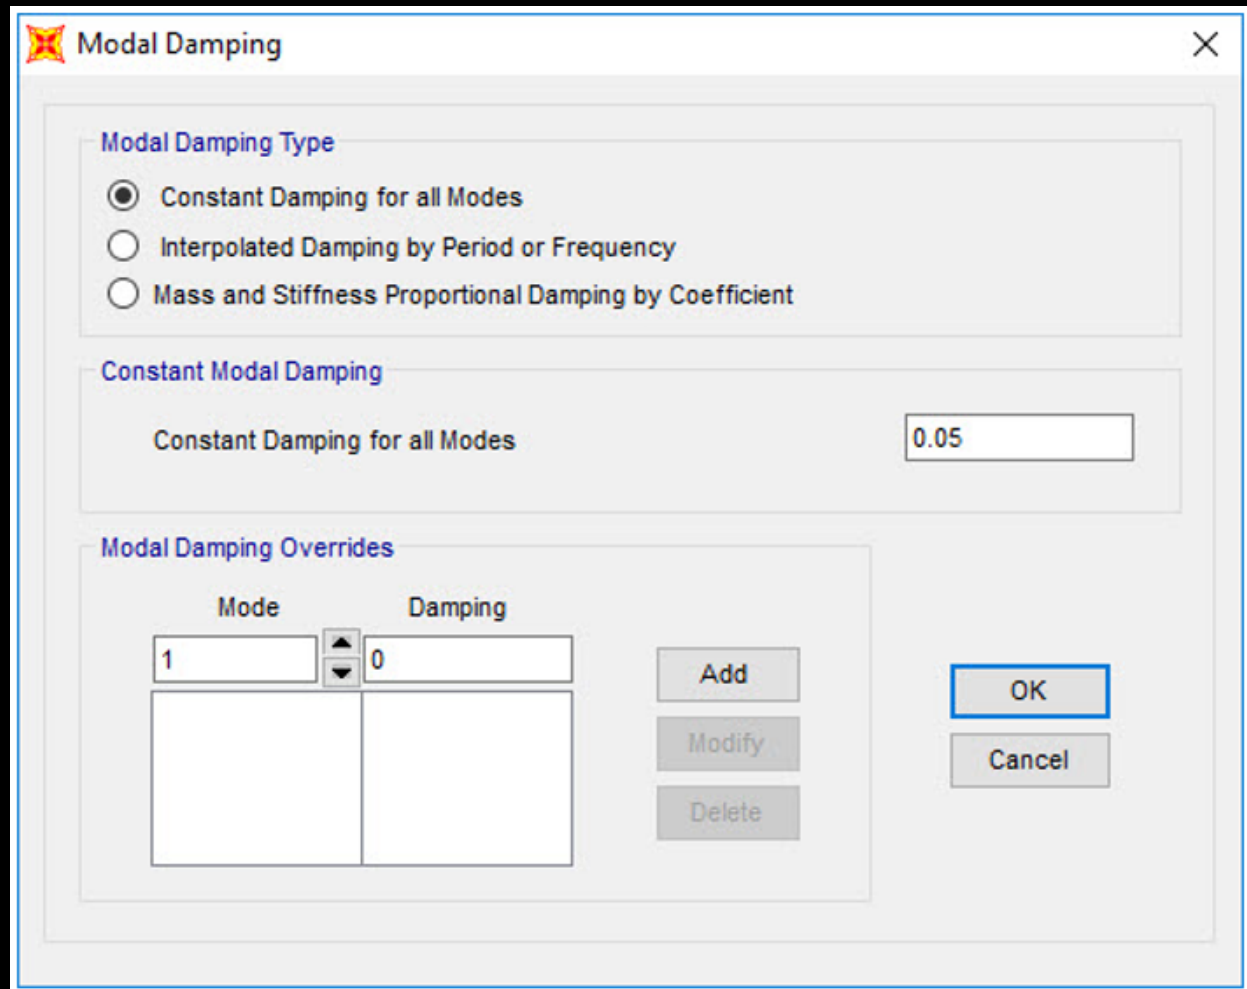 Modal Damping
Modal Damping Type
Constant Damping for all Modes
Interpolated Damping by Period or Frequency
Mass and Stiffness Proportional Damping by Coefficient
Constant Modal Damping
Constant Damping for all Modes 0.05
Modal Damping Overrides
Mode Damping
1 0
Add
Modify
Delete
OK
Cancel